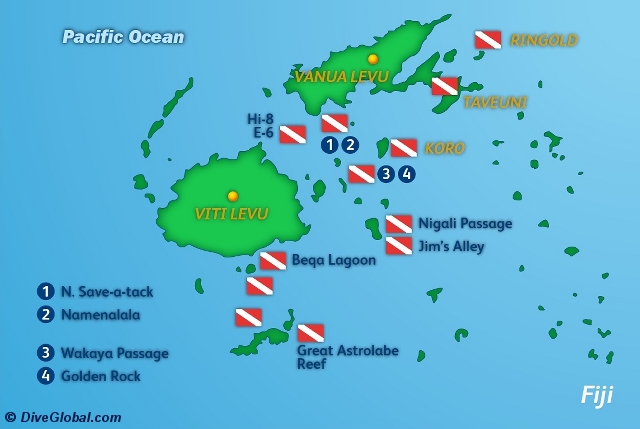 Pacific Ocean
RINGOLD
VANUA LEVU
TAVEUNI
Hi-8
E-6
1 2
KORO
3 4
VITI LEVU
Nigali Passage
Jim's Alley
Beqa Lagoon
1 N. Save-a-tack
2 Namenalala
3 Wakaya Passage
4 Golden Rock
Great Astrolabe
Reef
Fiji
© DiveGlobal.com